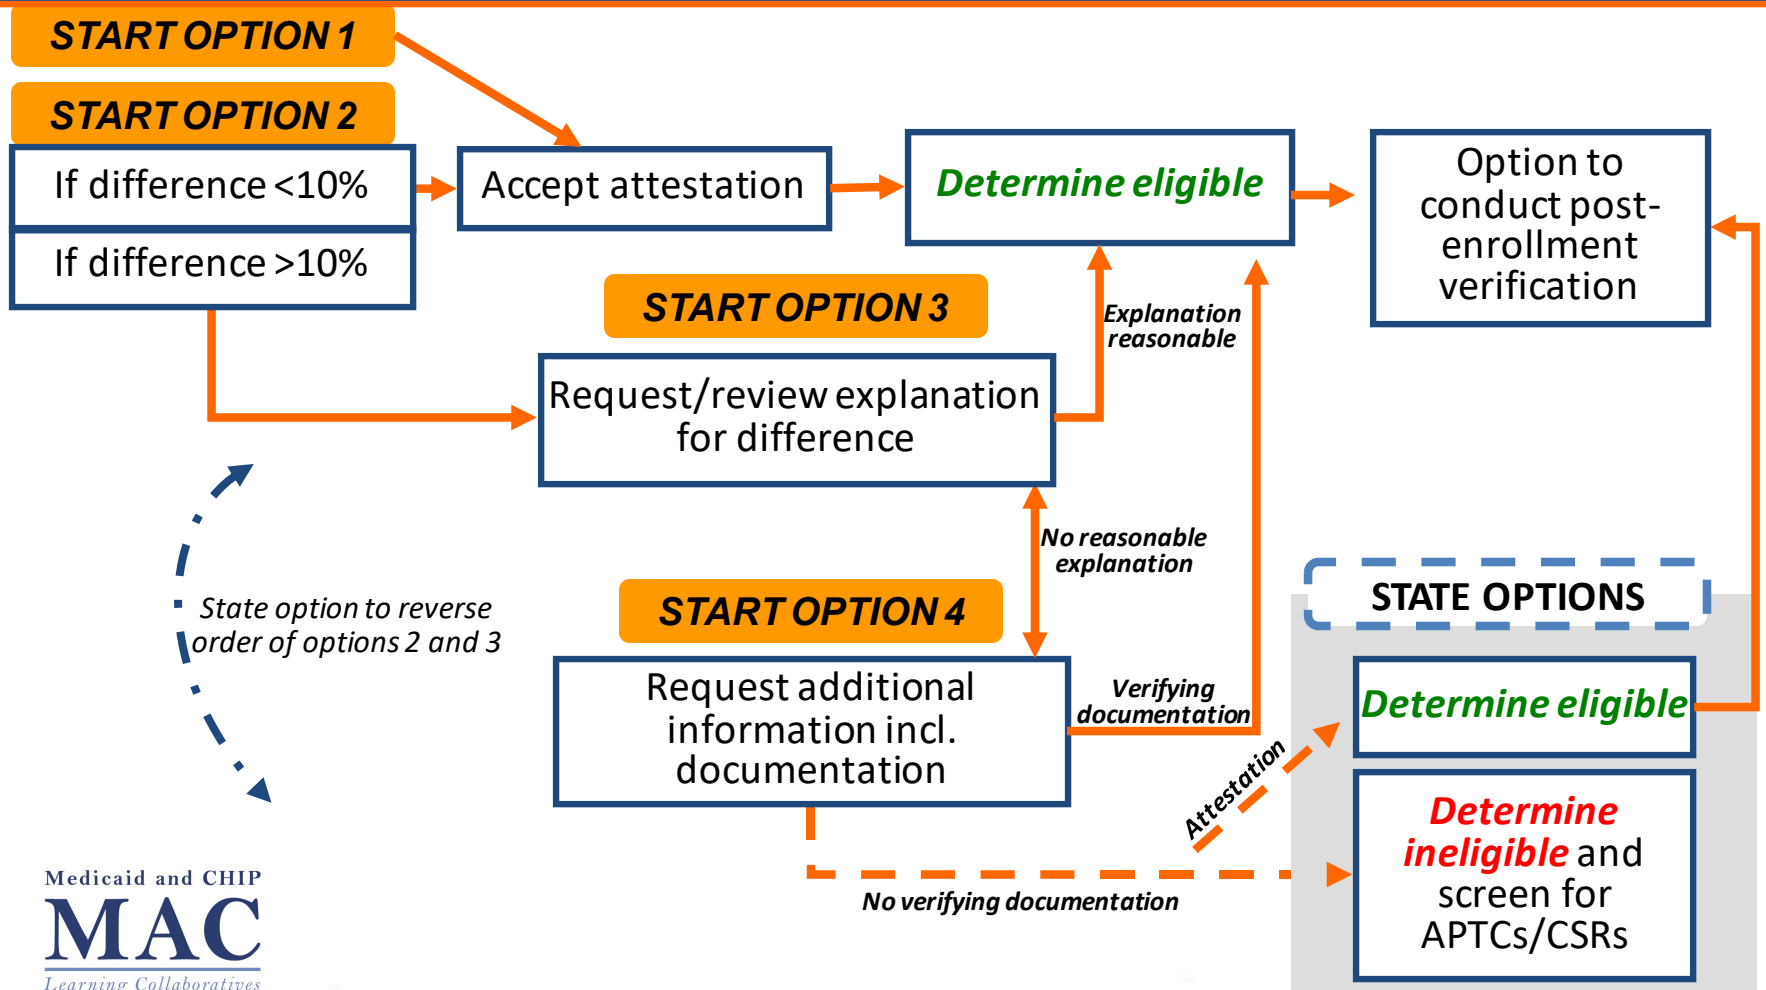 START OPTION 1
START OPTION 2
If difference <10%
If difference >10%
Accept attestation
Determine eligible
Option to
conduct post-
enrollment
verification
START OPTION 3
Explanation
reasonable
Request/review explanation
for difference
No reasonable
explanation
State option to reverse
order of options 2 and 3
START OPTION 4
Request additional
information incl.
documentation
Verifying
documentation
STATE OPTIONS
Determine eligible
Attestation
Determine
ineligible and
screen for
APTCs/CSRs
No verifying documentation
Medicaid and CHIP
MAC
Learning Collaboratives